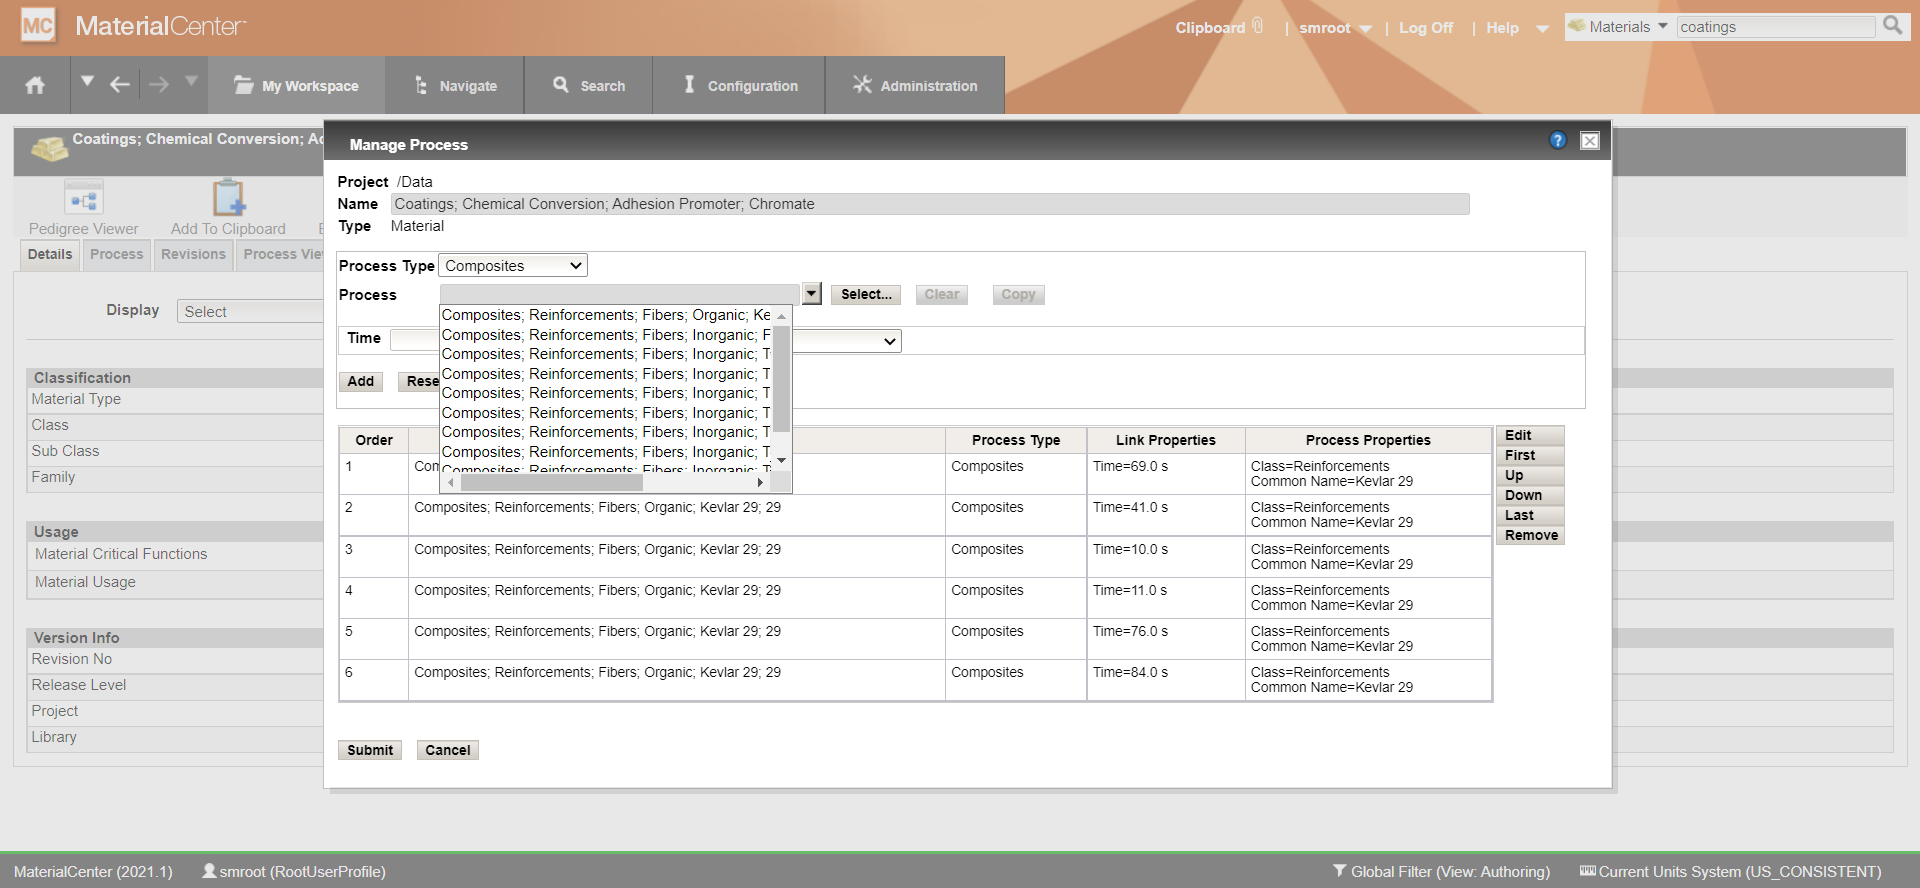 MC MaterialCenter
Clipboard | smroot | Log Off | Help
Materials coatings
My Workspace Navigate Search Configuration Administration
Coatings; Chemical Conversion;
Pedigree Viewer Add To Clipboard
Details Process Revisions Process Vie
Display Select
Classification
Material Type
Class
Sub Class
Family
Usage
Material Critical Functions
Material Usage
Version Info
Revision No
Release Level
Project
Library
Manage Process
Project /Data
Name Coatings; Chemical Conversion; Adhesion Promoter; Chromate
Type Material
Process Type Composites
Process Select... Clear Copy
Composites; Reinforcements; Fibers; Organic; Ke
Composites; Reinforcements; Fibers; Inorganic; F
Composites; Reinforcements; Fibers; Inorganic; T
Composites; Reinforcements; Fibers; Inorganic; T
Composites; Reinforcements; Fibers; Inorganic; T
Composites; Reinforcements; Fibers; Inorganic; T
Composites; Reinforcements; Fibers; Inorganic; T
Composites; Reinforcements; Fibers; Inorganic; T
Composites; Reinforcements; Fibers; Inorganic; T
Time
Add Rese
Order Process Type Link Properties Process Properties
1 Com Composites Time=69.0 s Class=Reinforcements
Common Name=Kevlar 29
2 Composites; Reinforcements; Fibers; Organic; Kevlar 29; 29 Composites Time=41.0 s Class=Reinforcements
Common Name=Kevlar 29
3 Composites; Reinforcements; Fibers; Organic; Kevlar 29; 29 Composites Time=10.0 s Class=Reinforcements
Common Name=Kevlar 29
4 Composites; Reinforcements; Fibers; Organic; Kevlar 29; 29 Composites Time=11.0 s Class=Reinforcements
Common Name=Kevlar 29
5 Composites; Reinforcements; Fibers; Organic; Kevlar 29; 29 Composites Time=76.0 s Class=Reinforcements
Common Name=Kevlar 29
6 Composites; Reinforcements; Fibers; Organic; Kevlar 29; 29 Composites Time=84.0 s Class=Reinforcements
Common Name=Kevlar 29
Edit
First
Up
Down
Last
Remove
Submit Cancel
MaterialCenter (2021.1) smroot (RootUserProfile) Global Filter (View: Authoring) Current Units System (US_CONSISTENT)